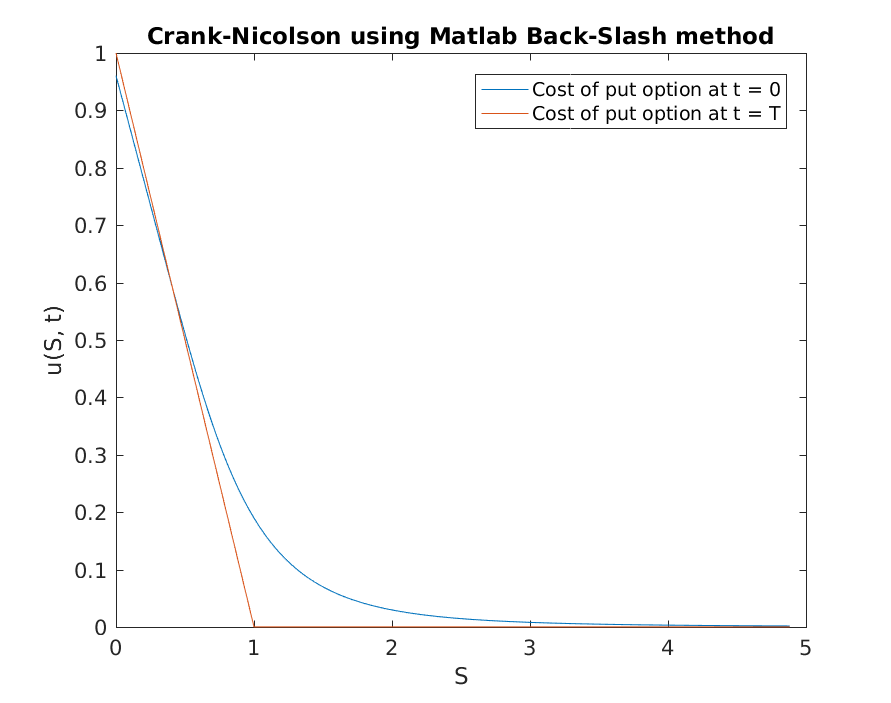 Crank-Nicolson using Matlab Back-Slash method
Cost of put option at t = 0
Cost of put option at t = T
1
0.9
0.8
0.7
0.6
0.5
0.4
0.3
0.2
0.1
0
u(S, t)
0 1 2 3 4 5
S